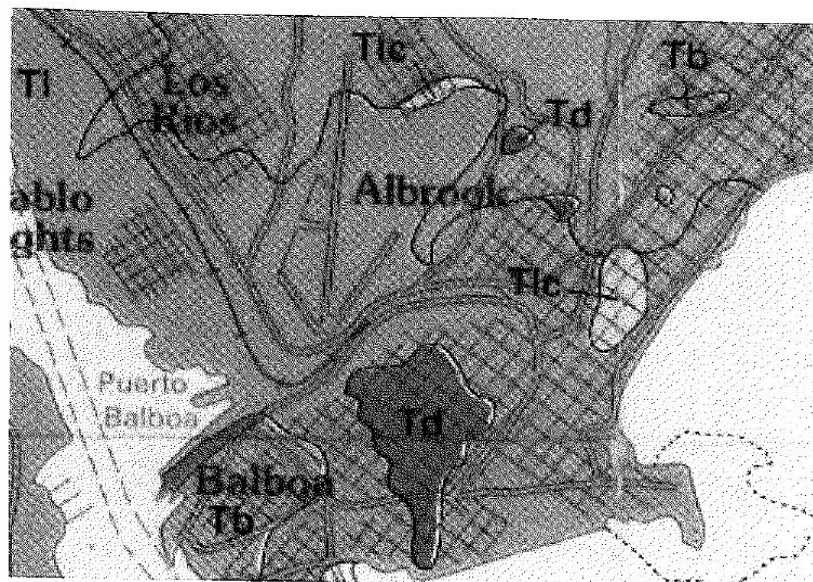 Tlc
Tb
Tl
Los
Rios
Td
ablo
ghts
Albrook
Tlc
Puerto
Balboa
Td
Balboa
Tb